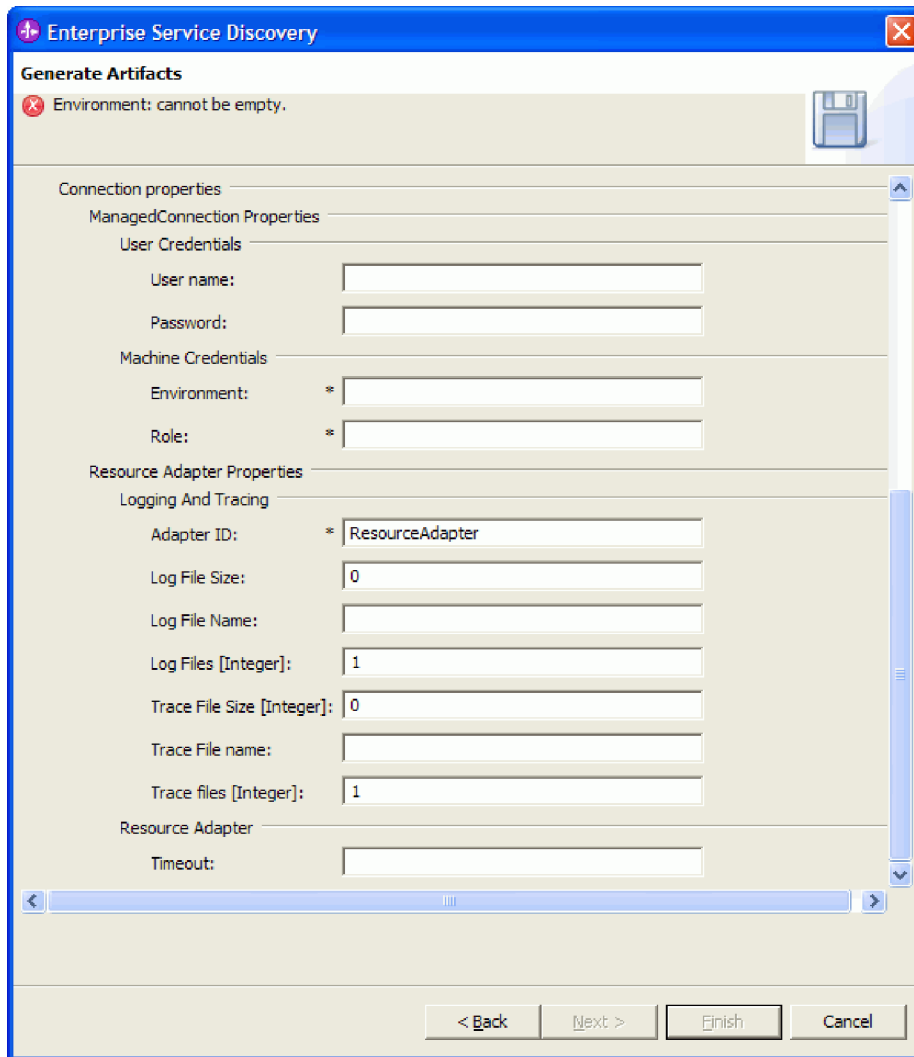 Enterprise Service Discovery
Generate Artifacts
Environment: cannot be empty.
Connection properties
ManagedConnection Properties
User Credentials
User name:
Password:
Machine Credentials
Environment: *
Role: *
Resource Adapter Properties
Logging And Tracing
Adapter ID: * ResourceAdapter
Log File Size: 0
Log File Name:
Log Files [Integer]: 1
Trace File Size [Integer]: 0
Trace File name:
Trace files [Integer]: 1
Resource Adapter
Timeout:
< Back Next > Finish Cancel